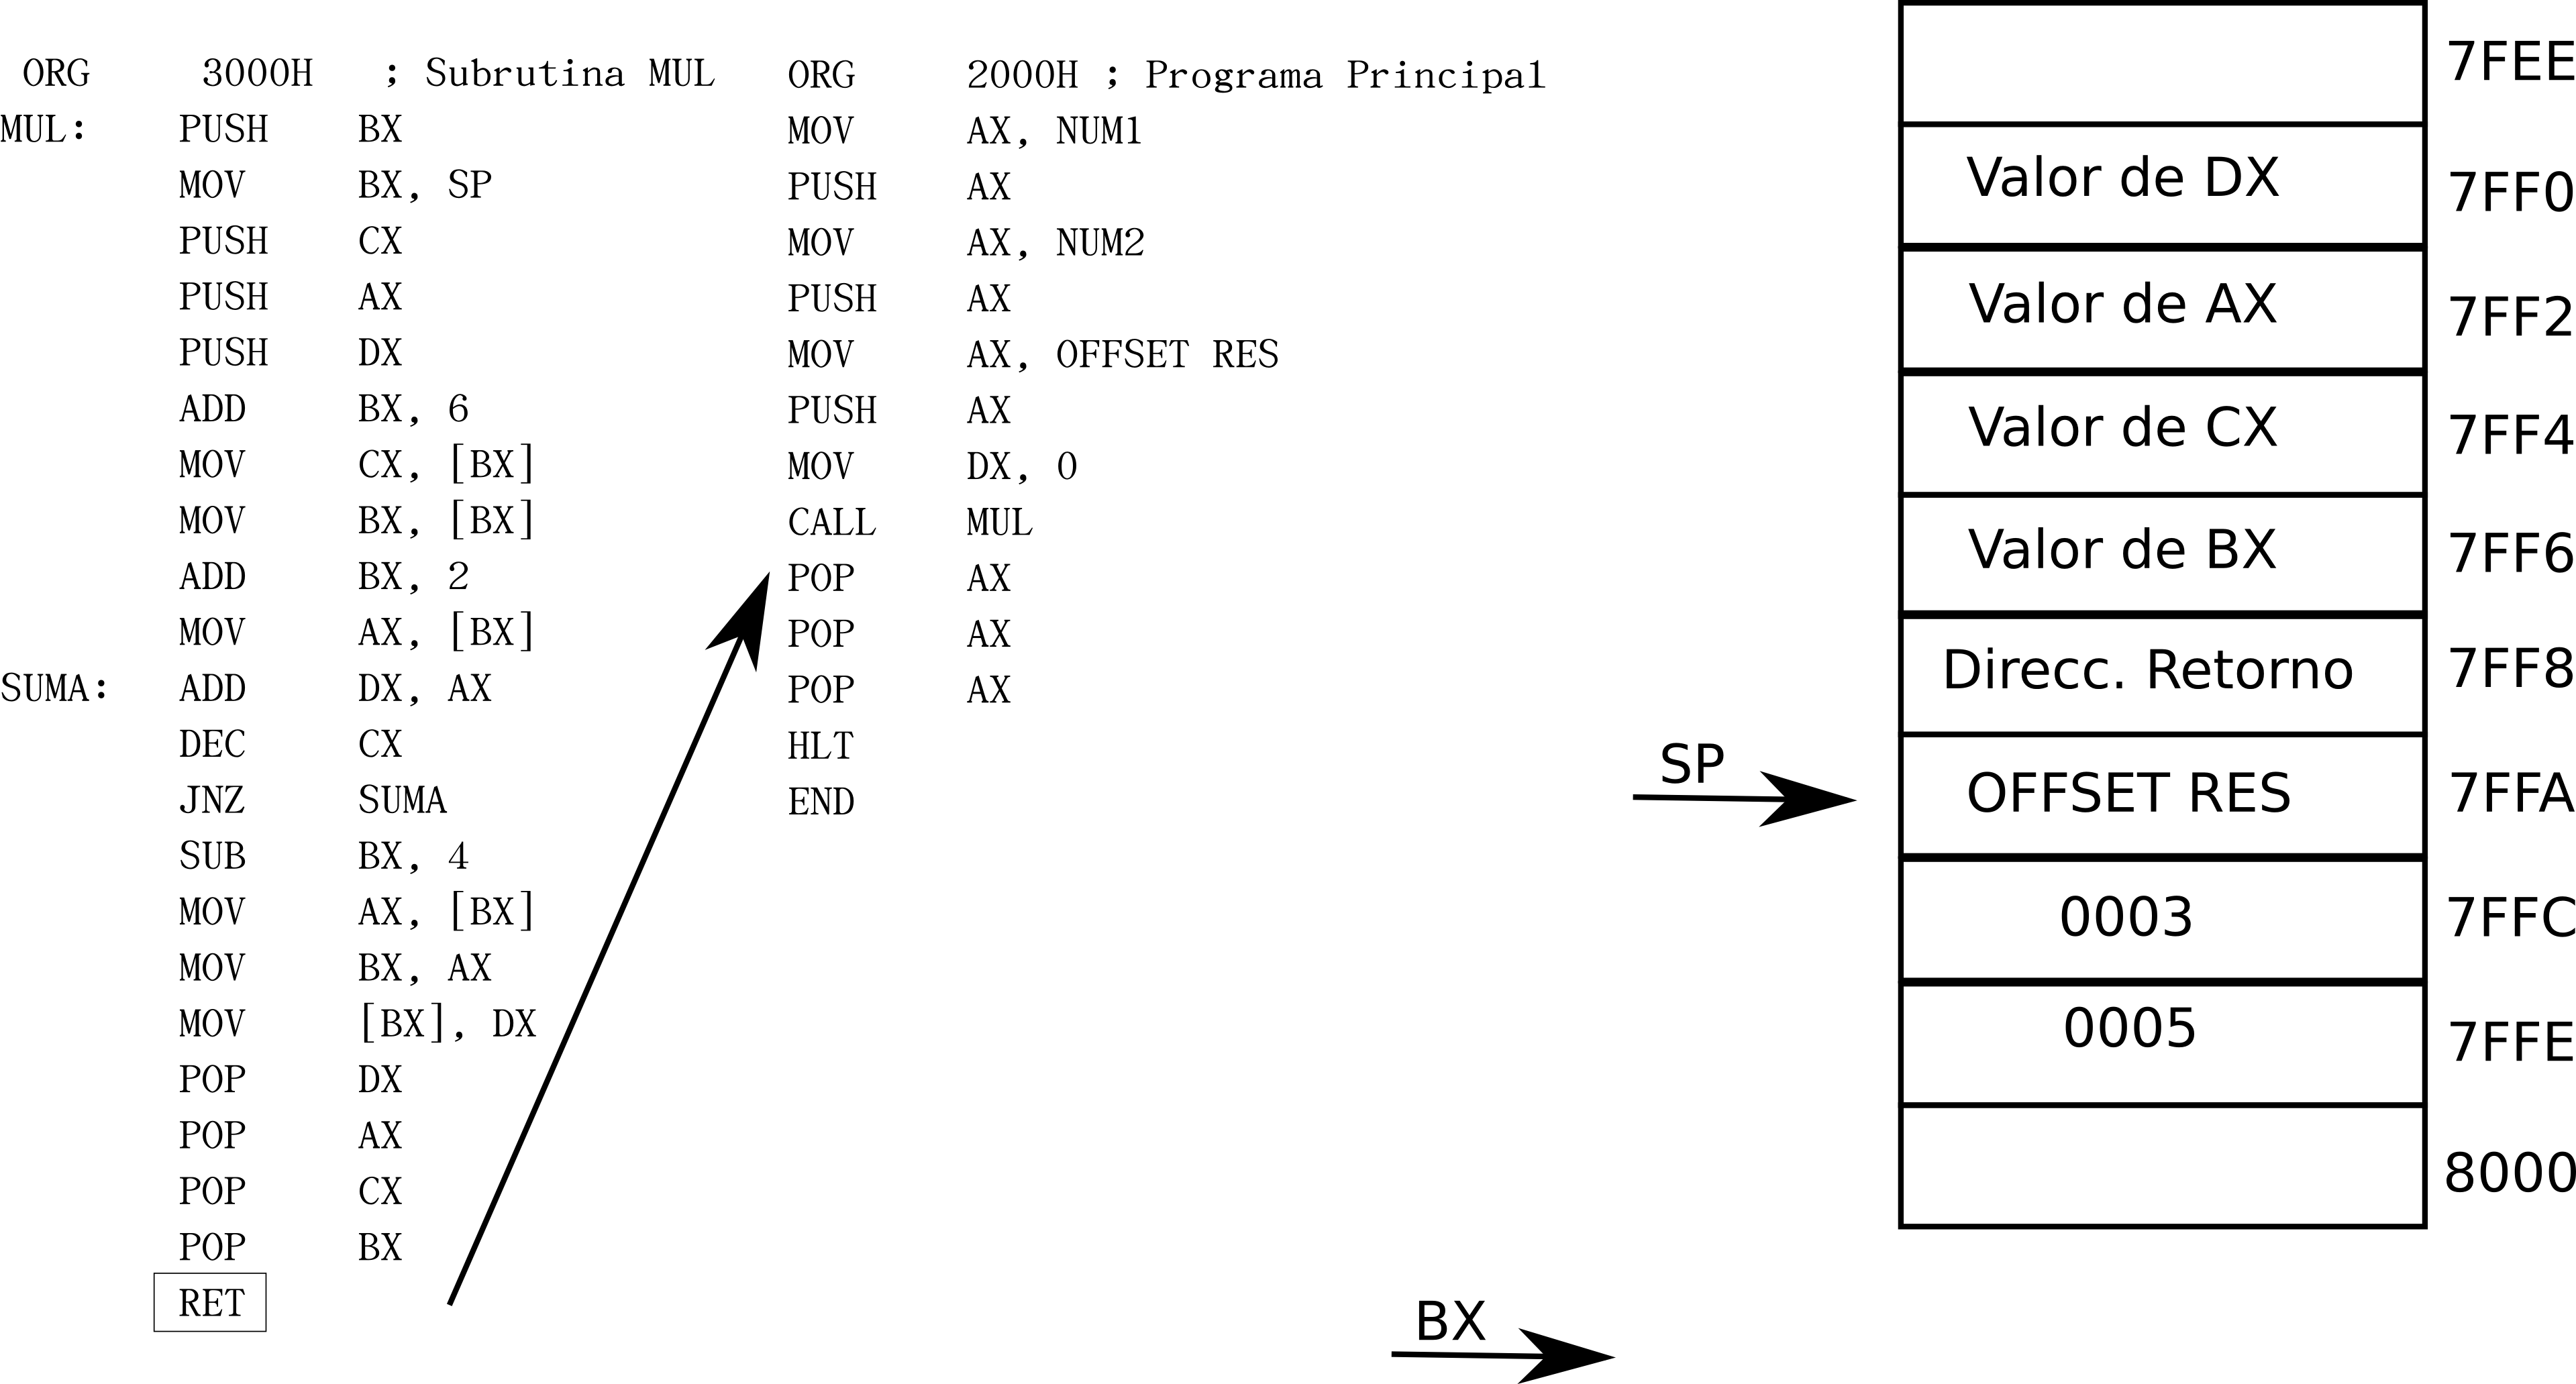 ORG 3000H ; Subrutina MUL
MUL: PUSH BX
MOV BX, SP
PUSH CX
PUSH AX
PUSH DX
ADD BX, 6
MOV CX, [BX]
MOV BX, [BX]
ADD BX, 2
MOV AX, [BX]
SUMA: ADD DX, AX
DEC CX
JNZ SUMA
SUB BX, 4
MOV AX, [BX]
MOV BX, AX
MOV [BX], DX
POP DX
POP AX
POP CX
POP BX
RET
ORG 2000H ; Programa Principal
MOV AX, NUM1
PUSH AX
MOV AX, NUM2
PUSH AX
MOV AX, OFFSET RES
PUSH AX
MOV DX, 0
CALL MUL
POP AX
POP AX
POP AX
HLT
END
SP
BX
7FEE
Valor de DX 7FF0
Valor de AX 7FF2
Valor de CX 7FF4
Valor de BX 7FF6
Direcc. Retorno 7FF8
OFFSET RES 7FFA
0003 7FFC
0005 7FFE
8000